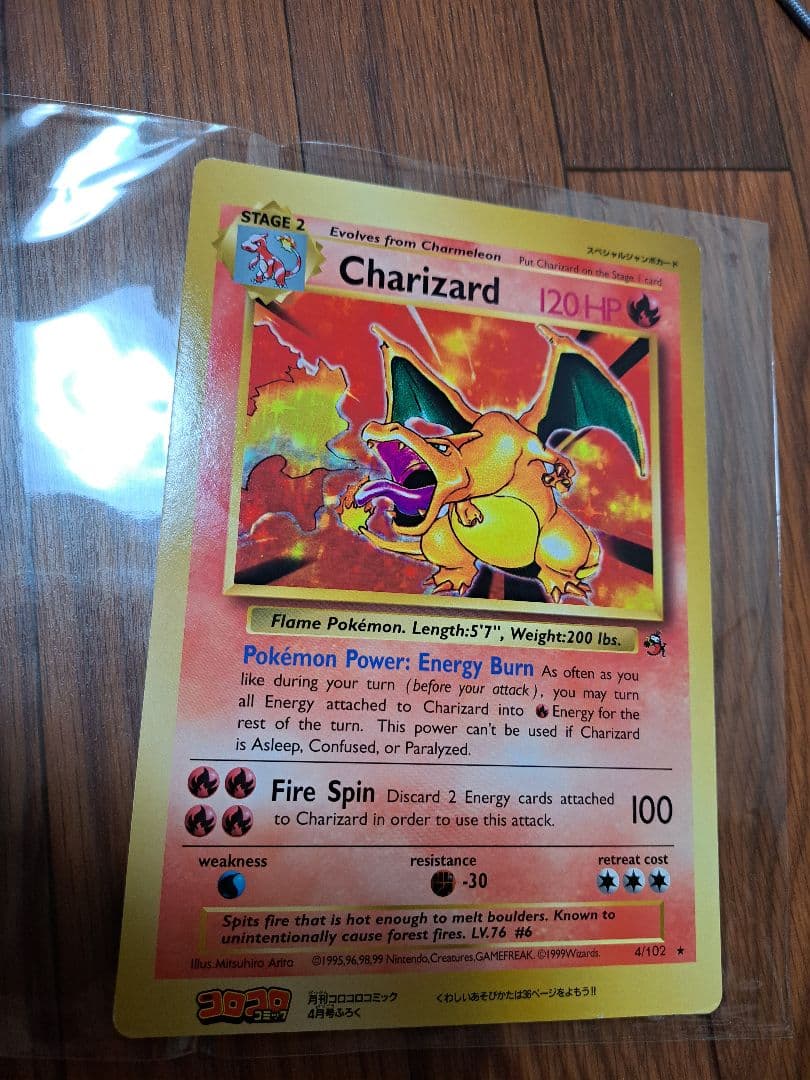 STAGE 2
Evolves from Charmeleon
Put Charizard on the Stage 1 card
スペシャルジャンボカード
Charizard
120 HP
Flame Pokémon. Length:5'7", Weight:200 lbs.
Pokémon Power: Energy Burn As often as you
like during your turn (before your attack), you may turn
all Energy attached to Charizard into Energy for the
rest of the turn. This power can't be used if Charizard
is Asleep, Confused, or Paralyzed.
Fire Spin Discard 2 Energy cards attached
to Charizard in order to use this attack.
100
weakness
resistance
retreat cost
-30
Spits fire that is hot enough to melt boulders. Known to
unintentionally cause forest fires. LV.76 #6
Illus. Mitsuhiro Arita
©1995,96,98,99 Nintendo,Creatures,GAMEFREAK. ©1999Wizards.
4/102 ★
コロコロ
コミック
月刊コロコロコミック
4月号ふろく
くわしいあそびかたは36ページをよもう!!